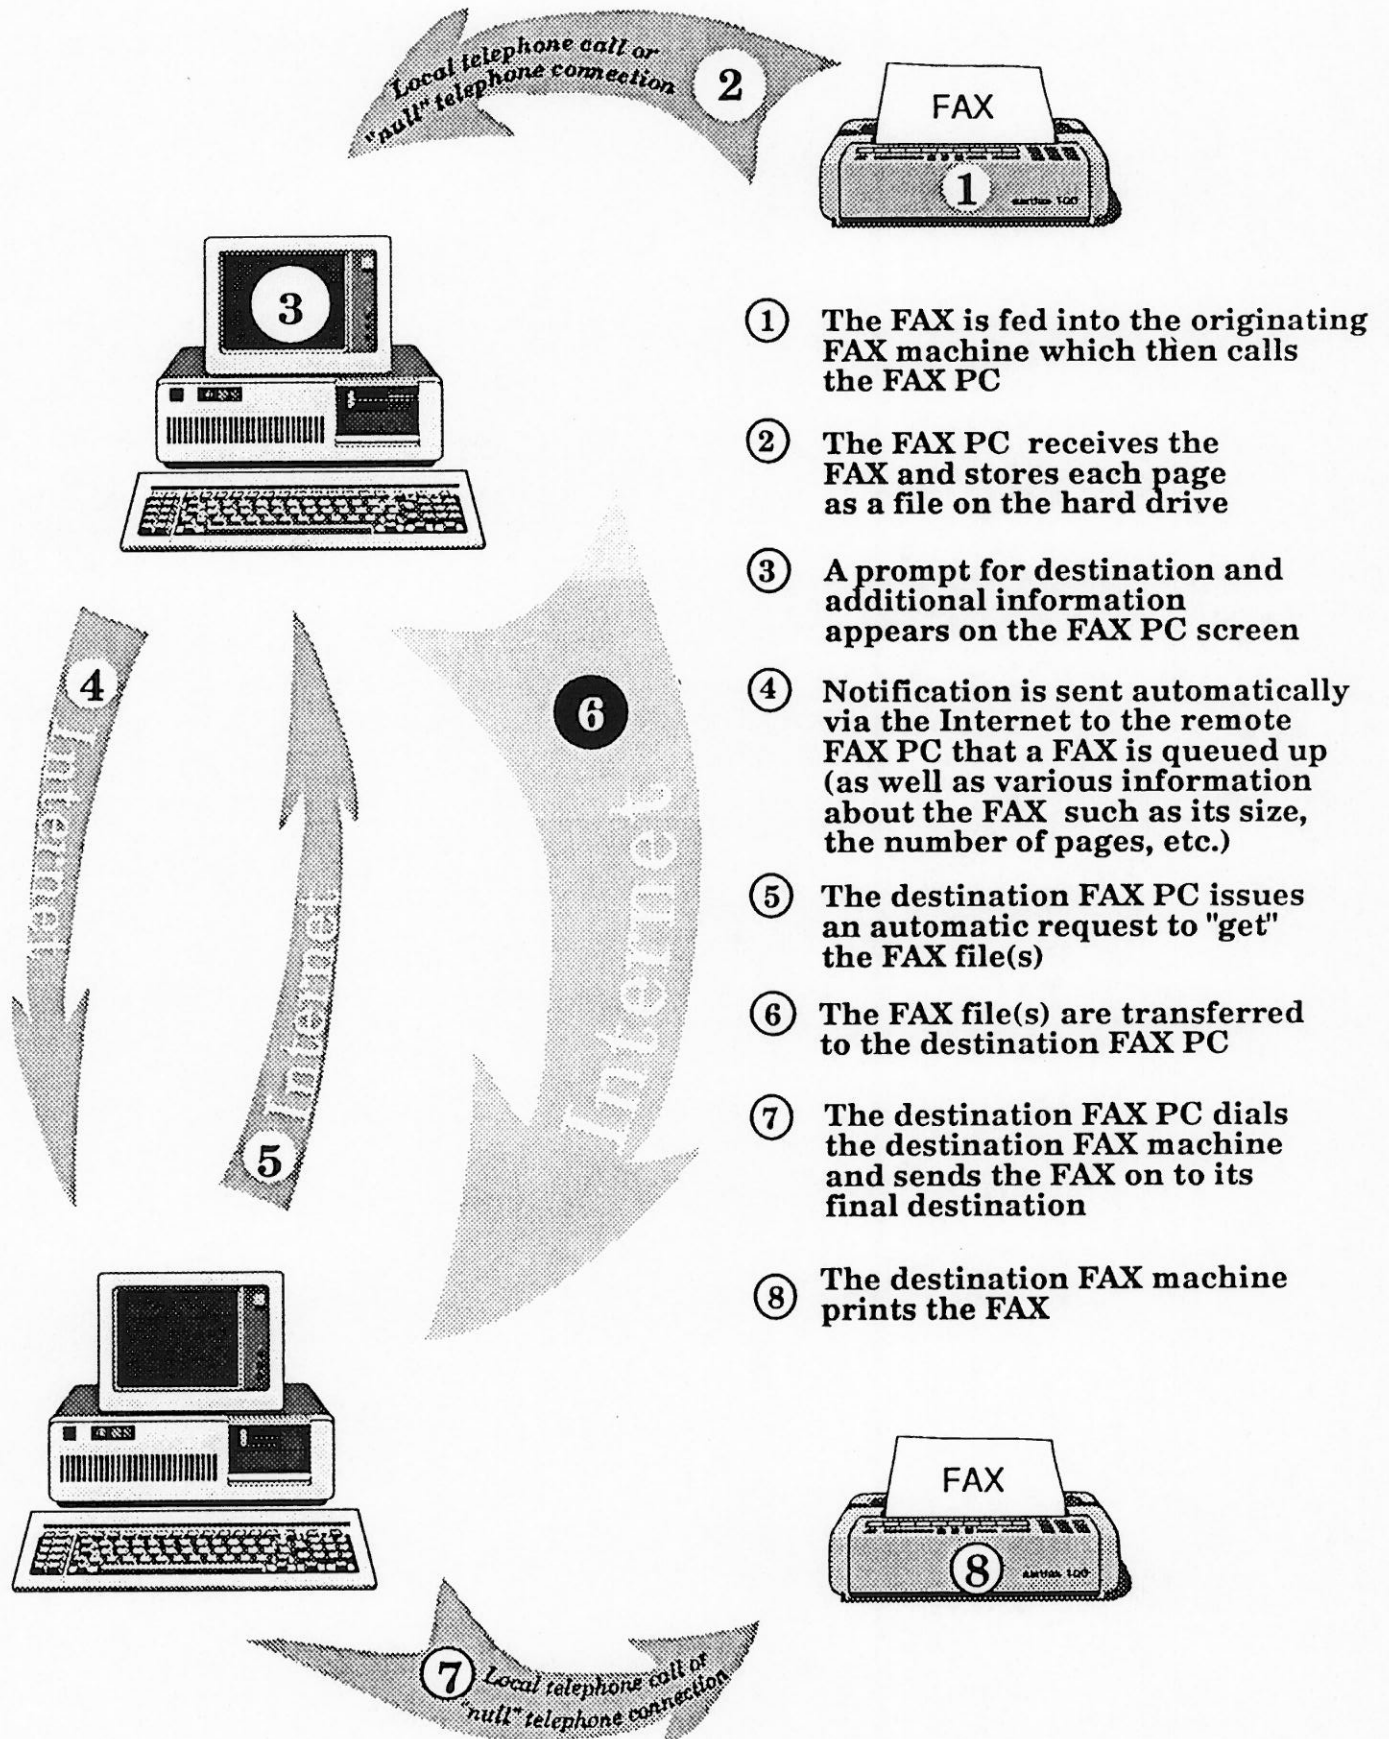 Local telephone call or
"null" telephone connection
2
FAX
1
3
① The FAX is fed into the originating
FAX machine which then calls
the FAX PC
② The FAX PC receives the
FAX and stores each page
as a file on the hard drive
③ A prompt for destination and
additional information
appears on the FAX PC screen
④ Notification is sent automatically
via the Internet to the remote
FAX PC that a FAX is queued up
(as well as various information
about the FAX such as its size,
the number of pages, etc.)
⑤ The destination FAX PC issues
an automatic request to "get"
the FAX file(s)
⑥ The FAX file(s) are transferred
to the destination FAX PC
⑦ The destination FAX PC dials
the destination FAX machine
and sends the FAX on to its
final destination
⑧ The destination FAX machine
prints the FAX
4
Internet
5
Internet
6
Internet
FAX
8
7
Local telephone call or
"null" telephone connection